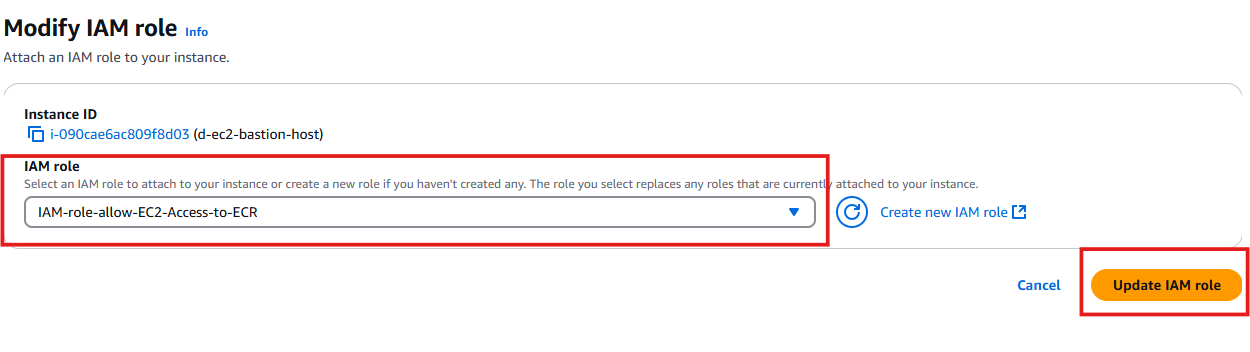 Modify IAM role Info
Attach an IAM role to your instance.
Instance ID
i-090cae6ac809f8d03 (d-ec2-bastion-host)
IAM role
Select an IAM role to attach to your instance or create a new role if you haven't created any. The role you select replaces any roles that are currently attached to your instance.
IAM-role-allow-EC2-Access-to-ECR
Create new IAM role
Cancel
Update IAM role